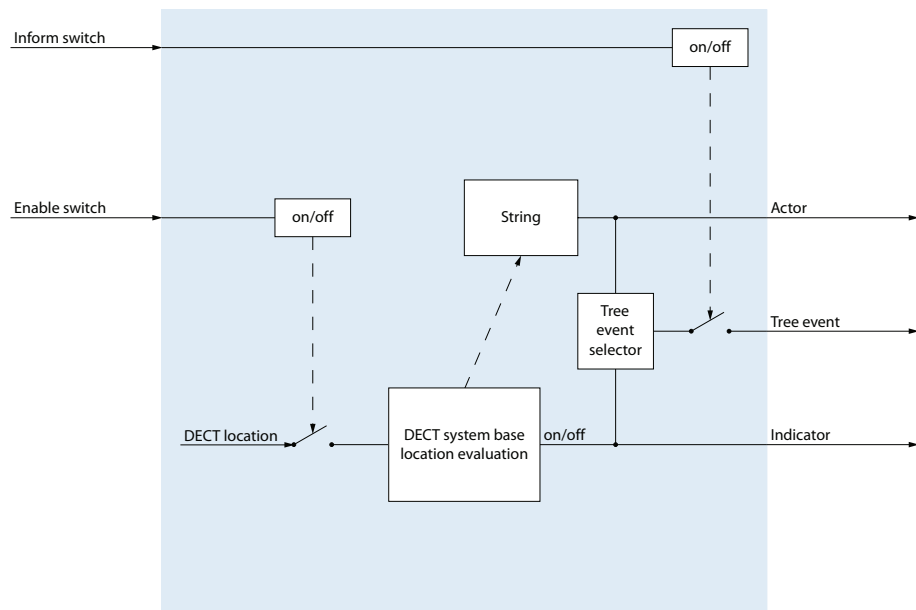 Inform switch
on/off
Enable switch
on/off
String
Actor
Tree
event
selector
Tree event
DECT location
DECT system base
location evaluation
on/off
Indicator